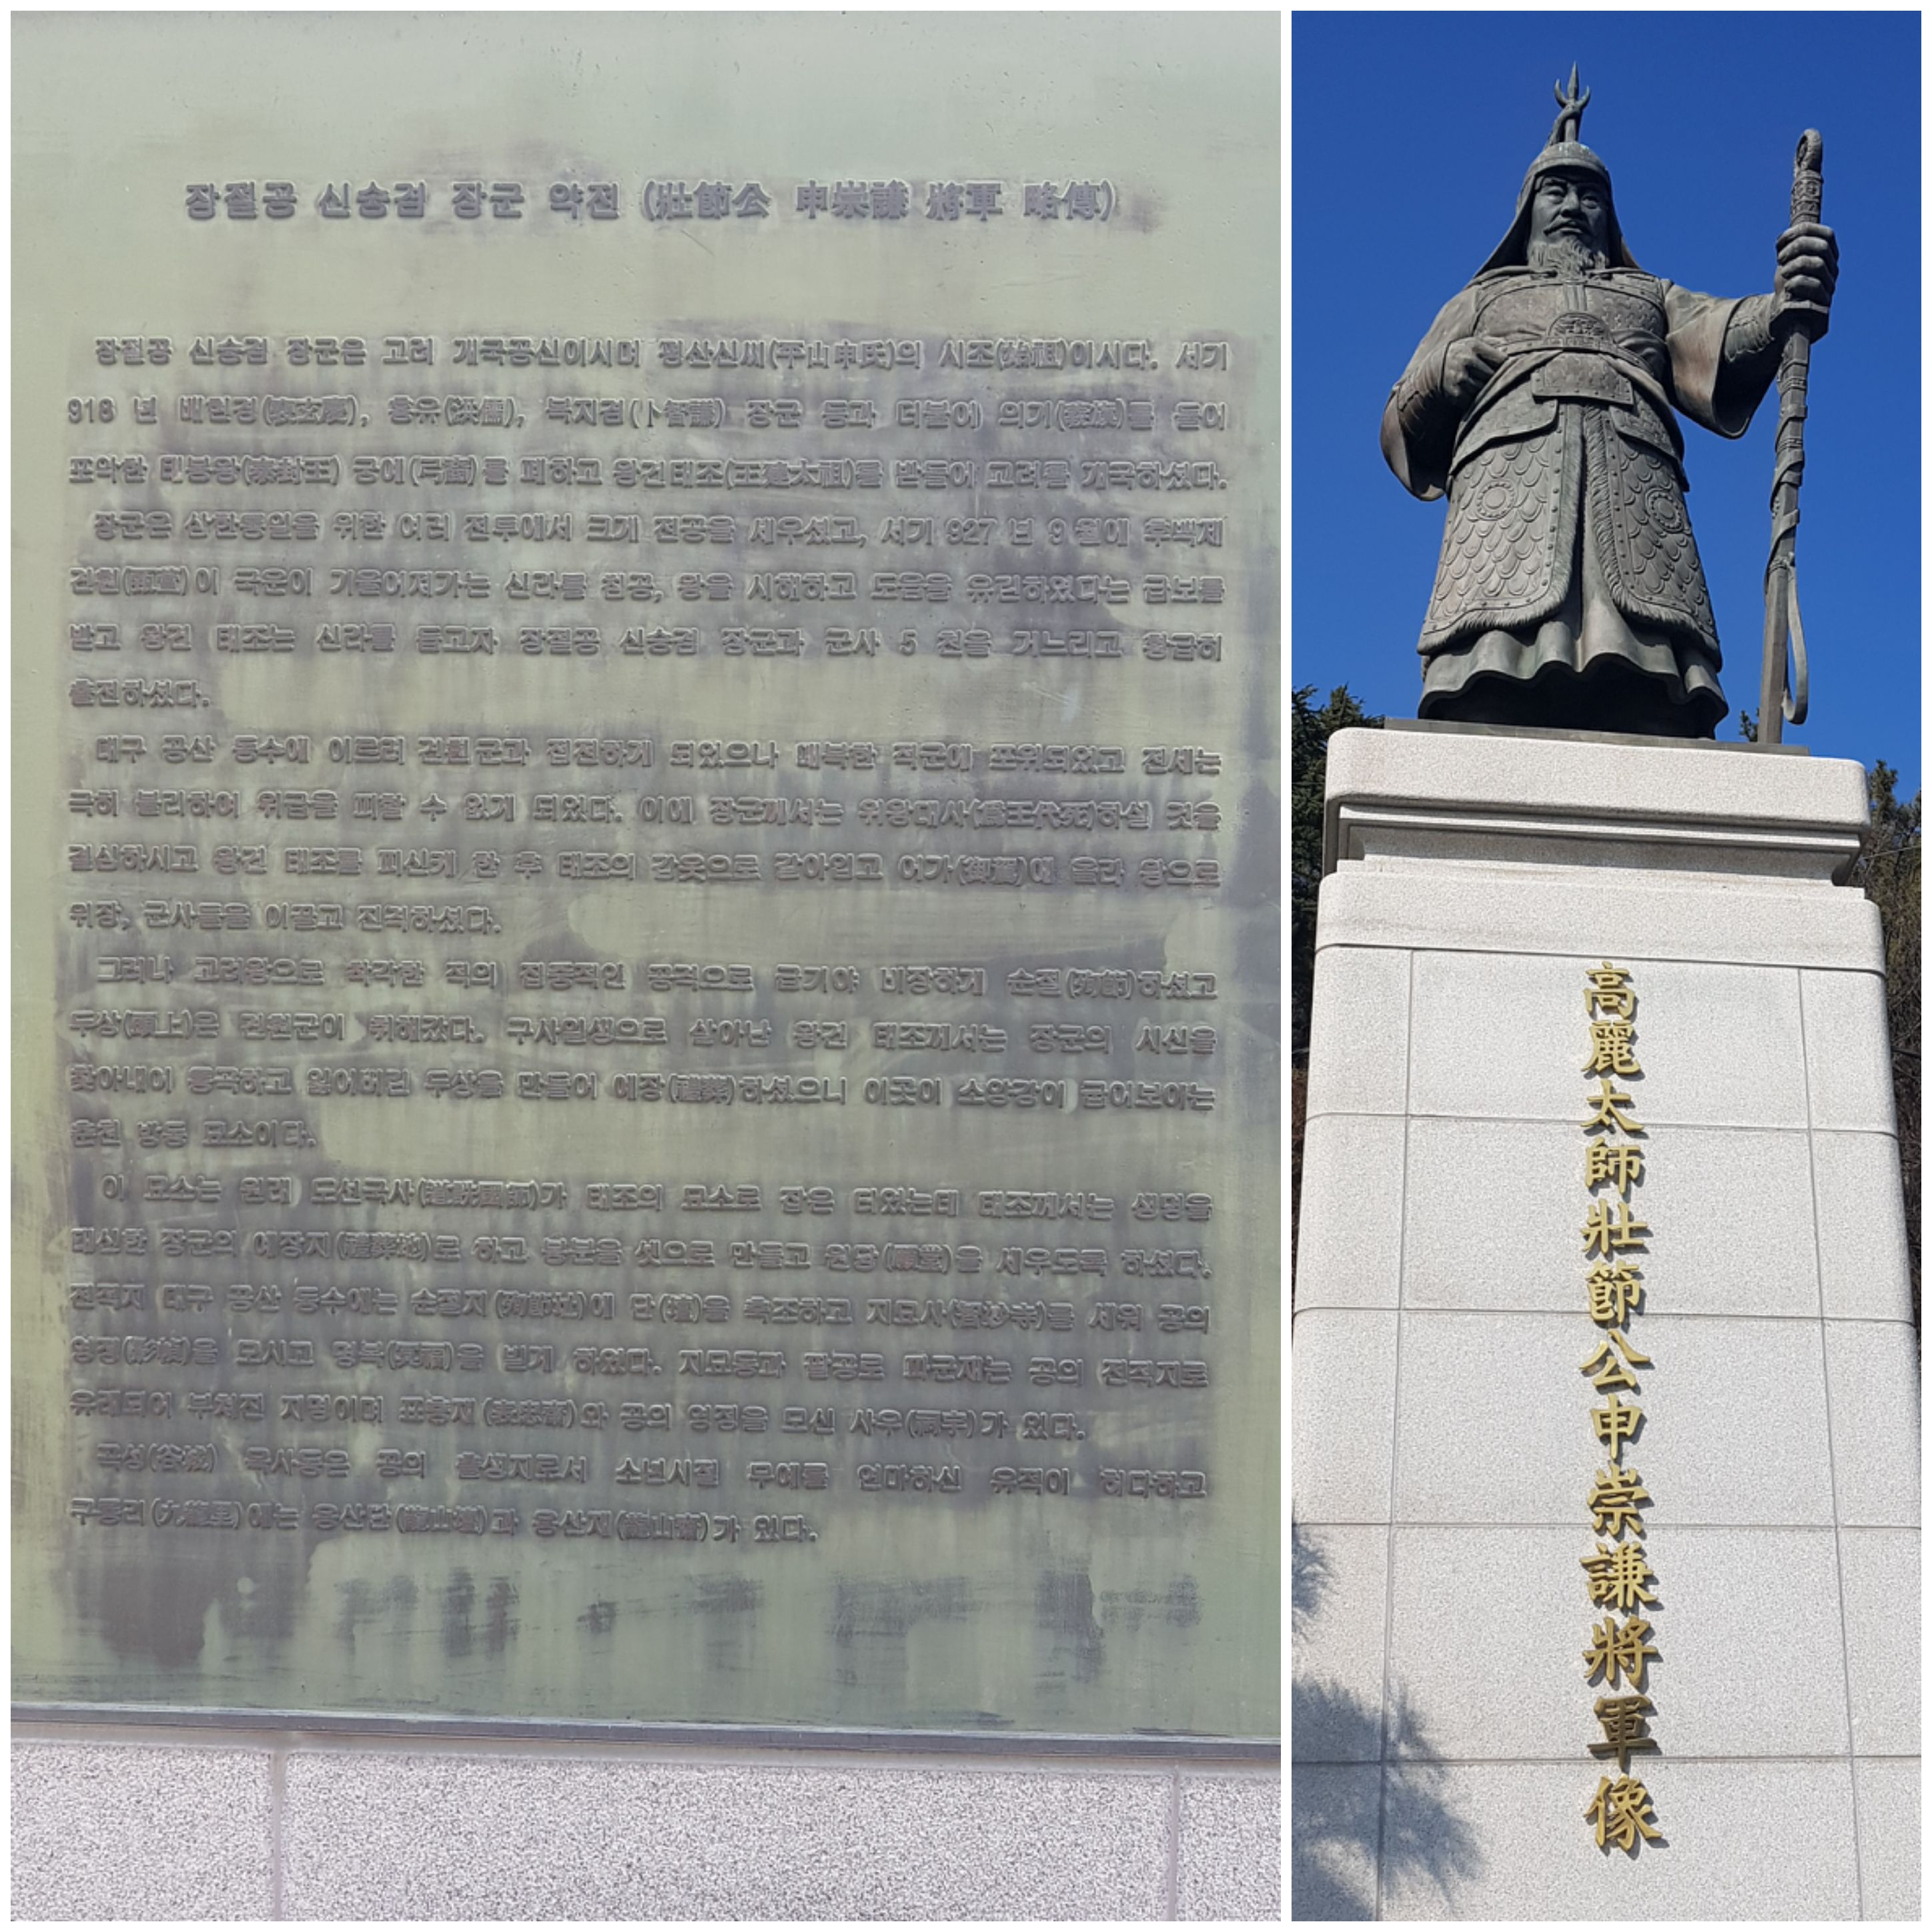 장절공 신숭겸 장군 약전 (壯節公 申崇謙 將軍 略傳)
장절공 신숭겸 장군은 고려 개국공신이시며 평산신씨(平山申氏)의 시조(始祖)이시다. 서기
918 년 배현경(裵玄慶), 홍유(洪儒), 복지겸(卜智謙) 장군 등과 더불어 의기(義旗)를 들어
포악한 태봉왕(泰封王) 궁예(弓裔)를 폐하고 왕건태조(王建太祖)를 받들어 고려를 개국하셨다.
장군은 삼한통일을 위한 여러 전투에서 크게 전공을 세우셨고, 서기 927 년 9 월에 후백제
견훤(甄萱)이 국운이 기울어져가는 신라를 침공, 왕을 시해하고 도읍을 유린하였다는 급보를
받고 왕건 태조는 신라를 돕고자 장절공 신숭겸 장군과 군사 5 천을 거느리고 황급히
출전하셨다.
대구 공산 동수에 이르러 견훤군과 접전하게 되었으나 매복한 적군에 포위되었고 전세는
극히 불리하여 위급을 피할 수 없게 되었다. 이에 장군께서는 위왕대사(爲王代死)하실 것을
결심하시고 왕건 태조를 피신케 한 후 태조의 갑옷으로 갈아입고 어가(御駕)에 올라 왕으로
위장, 군사들을 이끌고 진격하셨다.
그러나 고려왕으로 착각한 적의 집중적인 공격으로 급기야 비장하게 순절(殉節)하셨고
두상(頭上)은 견훤군이 취해갔다. 구사일생으로 살아난 왕건 태조께서는 장군의 시신을
찾아내어 통곡하고 잃어버린 두상을 만들어 예장(禮葬)하셨으니 이곳이 소양강이 굽어보이는
춘천 방동 묘소이다.
이 묘소는 원래 도선국사(道詵國師)가 태조의 묘소로 잡은 터였는데 태조께서는 생명을
대신한 장군의 예장지(禮葬地)로 하고 봉분을 셋으로 만들고 원당(願堂)을 세우도록 하셨다.
전적지 대구 공산 동수에는 순절지(殉節地)에 단(壇)을 축조하고 지묘사(智妙寺)를 세워 공의
영정(影幀)을 모시고 명복(冥福)을 빌게 하였다. 지묘동과 팔공로 파군재는 공의 전적지로
유래되어 부쳐진 지명이며 표충재(表忠齋)와 공의 영정을 모신 사우(祠宇)가 있다.
곡성(谷城) 목사동은 공의 출생지로서 소년시절 무예를 연마하신 유적이 허다하고
구룡리(九龍里)에는 용산단(龍山壇)과 용산재(龍山齋)가 있다.
高麗太師壯節公申崇謙將軍像